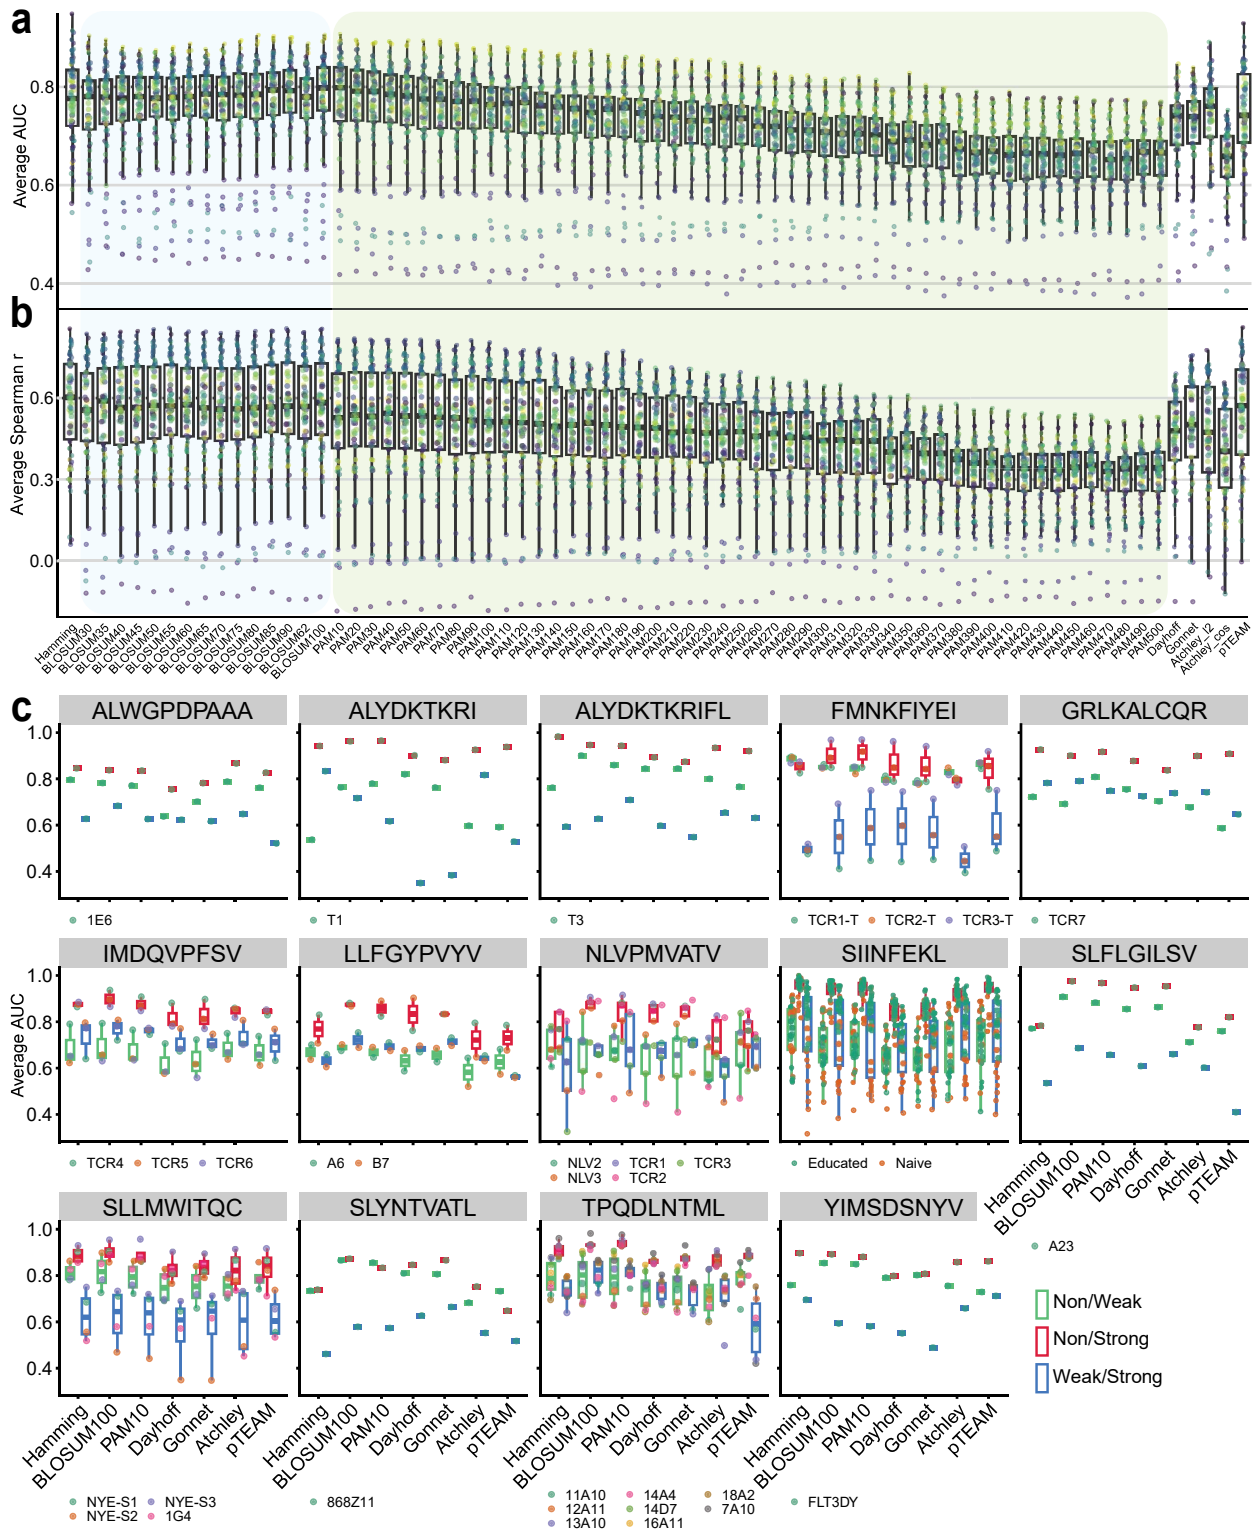 a
Average AUC
0.8
0.6
0.4
b
Average Spearman r
0.6
0.3
0.0
Hamming
BLOSUM30
BLOSUM35
BLOSUM40
BLOSUM45
BLOSUM50
BLOSUM55
BLOSUM60
BLOSUM65
BLOSUM70
BLOSUM75
BLOSUM80
BLOSUM85
BLOSUM90
BLOSUM62
BLOSUM100
PAM10
PAM20
PAM30
PAM40
PAM50
PAM60
PAM70
PAM80
PAM90
PAM100
PAM110
PAM120
PAM130
PAM140
PAM150
PAM160
PAM170
PAM180
PAM190
PAM200
PAM210
PAM220
PAM230
PAM240
PAM250
PAM260
PAM270
PAM280
PAM290
PAM300
PAM310
PAM320
PAM330
PAM340
PAM350
PAM360
PAM370
PAM380
PAM390
PAM400
PAM410
PAM420
PAM430
PAM440
PAM450
PAM460
PAM470
PAM480
PAM490
PAM500
Dayhoff
Gonnet
Atchley_l2
Atchley_cos
pTEAM
c
ALWGPDPAAA
ALYDKTKRI
ALYDKTKRIFL
FMNKFIYEI
GRLKALCQR
1.0
0.8
0.6
0.4
1E6
T1
T3
TCR1-T TCR2-T TCR3-T
TCR7
IMDQVPFSV
LLFGYPVYV
NLVPMVATV
SIINFEKL
SLFLGILSV
Average AUC
1.0
0.8
0.6
0.4
TCR4 TCR5 TCR6
A6 B7
NLV2 TCR1 TCR3
NLV3 TCR2
Educated Naive
Hamming
BLOSUM100
PAM10
Dayhoff
Gonnet
Atchley
pTEAM
A23
SLLMWITQC
SLYNTVATL
TPQDLNTML
YIMSDSNYV
1.0
0.8
0.6
0.4
Non/Weak
Non/Strong
Weak/Strong
Hamming
BLOSUM100
PAM10
Dayhoff
Gonnet
Atchley
pTEAM
Hamming
BLOSUM100
PAM10
Dayhoff
Gonnet
Atchley
pTEAM
Hamming
BLOSUM100
PAM10
Dayhoff
Gonnet
Atchley
pTEAM
Hamming
BLOSUM100
PAM10
Dayhoff
Gonnet
Atchley
pTEAM
NYE-S1 NYE-S3
NYE-S2 1G4
868Z11
11A10 14A4 18A2
12A11 14D7 7A10
13A10 16A11
FLT3DY